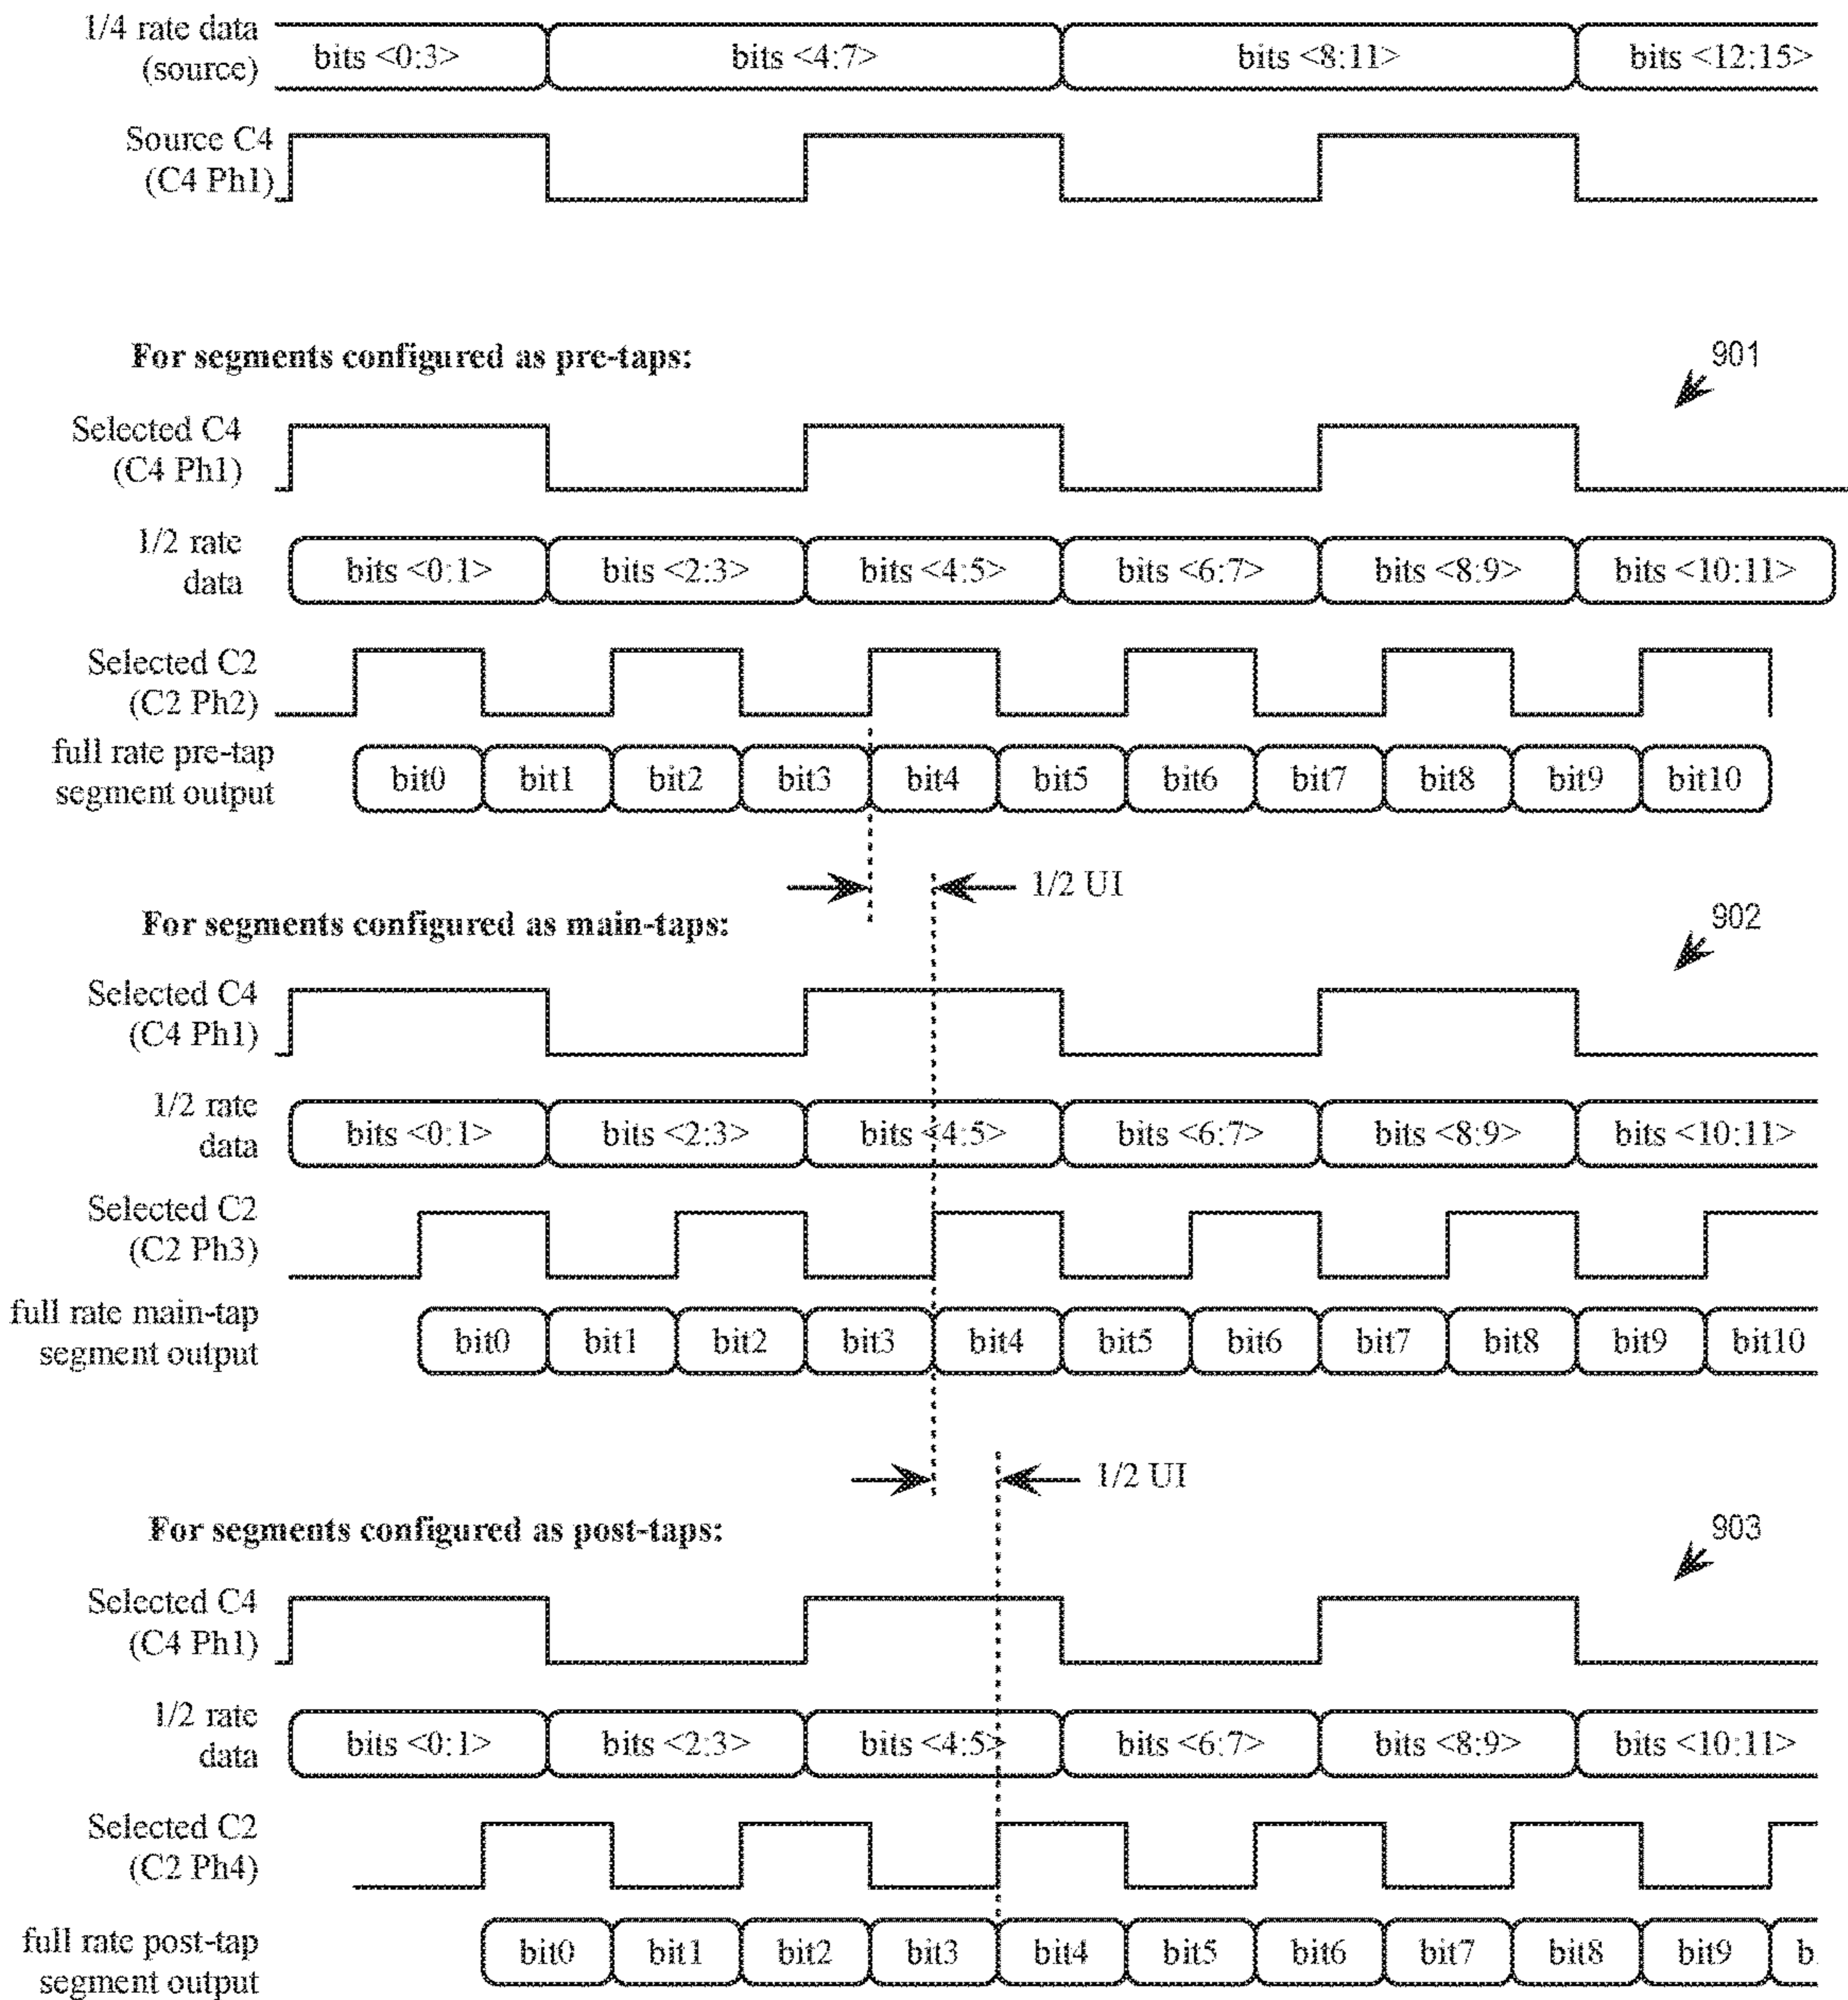 1/4 rate data
(source)
bits <0:3>
bits <4:7>
bits <8:11>
bits <12:15>
Source C4
(C4 Ph1)
For segments configured as pre-taps:
901
Selected C4
(C4 Ph1)
1/2 rate
data
bits <0:1>
bits <2:3>
bits <4:5>
bits <6:7>
bits <8:9>
bits <10:11>
Selected C2
(C2 Ph2)
full rate pre-tap
segment output
bit0
bit1
bit2
bit3
bit4
bit5
bit6
bit7
bit8
bit9
bit10
1/2 UI
For segments configured as main-taps:
902
Selected C4
(C4 Ph1)
1/2 rate
data
bits <0:1>
bits <2:3>
bits <4:5>
bits <6:7>
bits <8:9>
bits <10:11>
Selected C2
(C2 Ph3)
full rate main-tap
segment output
bit0
bit1
bit2
bit3
bit4
bit5
bit6
bit7
bit8
bit9
bit10
1/2 UI
For segments configured as post-taps:
903
Selected C4
(C4 Ph1)
1/2 rate
data
bits <0:1>
bits <2:3>
bits <4:5>
bits <6:7>
bits <8:9>
bits <10:11>
Selected C2
(C2 Ph4)
full rate post-tap
segment output
bit0
bit1
bit2
bit3
bit4
bit5
bit6
bit7
bit8
bit9
b